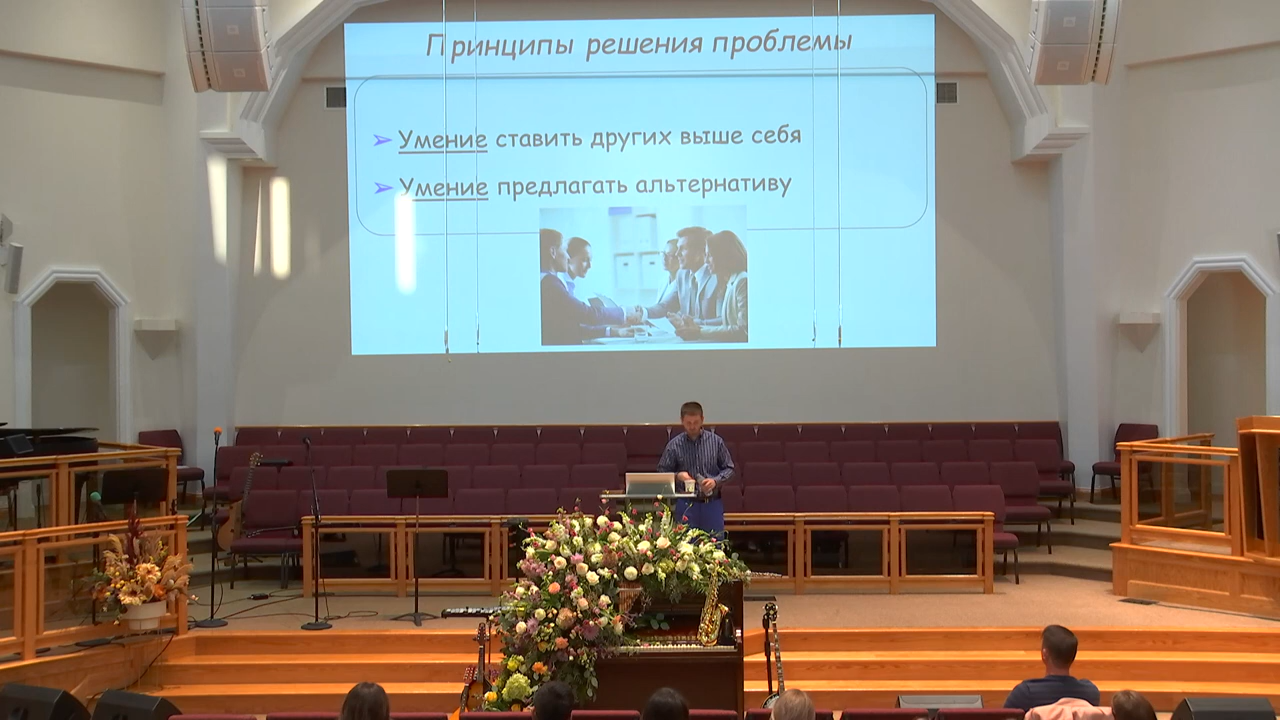 Принципы решения проблемы
➢ Умение ставить других выше себя
➢ Умение предлагать альтернативу